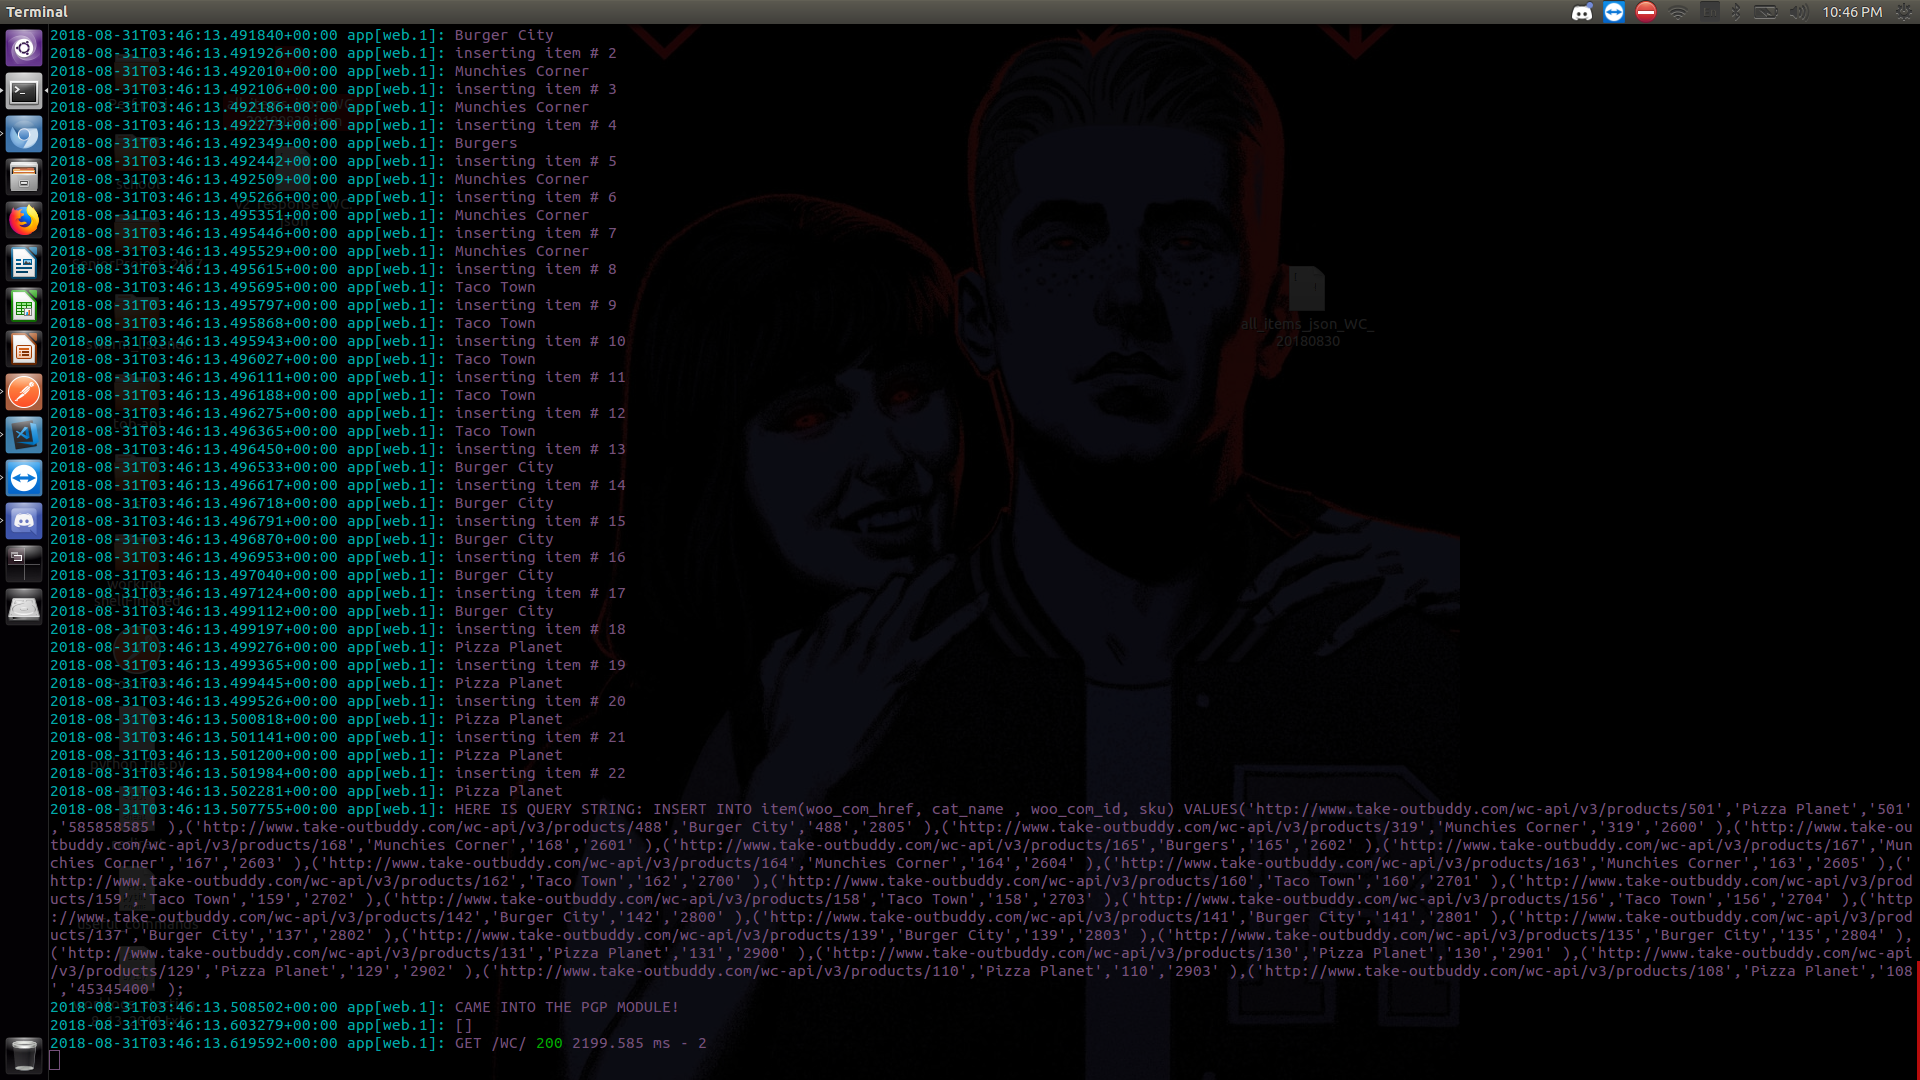 Terminal
10:46 PM
2018-08-31T03:46:13.491840+00:00 app[web.1]: Burger City
2018-08-31T03:46:13.491926+00:00 app[web.1]: inserting item # 2
2018-08-31T03:46:13.492010+00:00 app[web.1]: Munchies Corner
2018-08-31T03:46:13.492106+00:00 app[web.1]: inserting item # 3
2018-08-31T03:46:13.492186+00:00 app[web.1]: Munchies Corner
2018-08-31T03:46:13.492273+00:00 app[web.1]: inserting item # 4
2018-08-31T03:46:13.492349+00:00 app[web.1]: Burgers
2018-08-31T03:46:13.492442+00:00 app[web.1]: inserting item # 5
2018-08-31T03:46:13.492509+00:00 app[web.1]: Munchies Corner
2018-08-31T03:46:13.495266+00:00 app[web.1]: inserting item # 6
2018-08-31T03:46:13.495351+00:00 app[web.1]: Munchies Corner
2018-08-31T03:46:13.495446+00:00 app[web.1]: inserting item # 7
2018-08-31T03:46:13.495529+00:00 app[web.1]: Munchies Corner
2018-08-31T03:46:13.495615+00:00 app[web.1]: inserting item # 8
2018-08-31T03:46:13.495695+00:00 app[web.1]: Taco Town
2018-08-31T03:46:13.495797+00:00 app[web.1]: inserting item # 9
2018-08-31T03:46:13.495868+00:00 app[web.1]: Taco Town
2018-08-31T03:46:13.495943+00:00 app[web.1]: inserting item # 10
2018-08-31T03:46:13.496027+00:00 app[web.1]: Taco Town
2018-08-31T03:46:13.496111+00:00 app[web.1]: inserting item # 11
2018-08-31T03:46:13.496188+00:00 app[web.1]: Taco Town
2018-08-31T03:46:13.496275+00:00 app[web.1]: inserting item # 12
2018-08-31T03:46:13.496365+00:00 app[web.1]: Taco Town
2018-08-31T03:46:13.496450+00:00 app[web.1]: inserting item # 13
2018-08-31T03:46:13.496533+00:00 app[web.1]: Burger City
2018-08-31T03:46:13.496617+00:00 app[web.1]: inserting item # 14
2018-08-31T03:46:13.496718+00:00 app[web.1]: Burger City
2018-08-31T03:46:13.496791+00:00 app[web.1]: inserting item # 15
2018-08-31T03:46:13.496870+00:00 app[web.1]: Burger City
2018-08-31T03:46:13.496953+00:00 app[web.1]: inserting item # 16
2018-08-31T03:46:13.497040+00:00 app[web.1]: Burger City
2018-08-31T03:46:13.497124+00:00 app[web.1]: inserting item # 17
2018-08-31T03:46:13.499112+00:00 app[web.1]: Burger City
2018-08-31T03:46:13.499197+00:00 app[web.1]: inserting item # 18
2018-08-31T03:46:13.499276+00:00 app[web.1]: Pizza Planet
2018-08-31T03:46:13.499365+00:00 app[web.1]: inserting item # 19
2018-08-31T03:46:13.499445+00:00 app[web.1]: Pizza Planet
2018-08-31T03:46:13.499526+00:00 app[web.1]: inserting item # 20
2018-08-31T03:46:13.500818+00:00 app[web.1]: Pizza Planet
2018-08-31T03:46:13.501141+00:00 app[web.1]: inserting item # 21
2018-08-31T03:46:13.501200+00:00 app[web.1]: Pizza Planet
2018-08-31T03:46:13.501984+00:00 app[web.1]: inserting item # 22
2018-08-31T03:46:13.502281+00:00 app[web.1]: Pizza Planet
2018-08-31T03:46:13.507755+00:00 app[web.1]: HERE IS QUERY STRING: INSERT INTO item(woo_com_href, cat_name , woo_com_id, sku) VALUES('http://www.take-outbuddy.com/wc-api/v3/products/501','Pizza Planet','501'
,'585858585' ),('http://www.take-outbuddy.com/wc-api/v3/products/488','Burger City','488','2805' ),('http://www.take-outbuddy.com/wc-api/v3/products/319','Munchies Corner','319','2600' ),('http://www.take-ou
tbuddy.com/wc-api/v3/products/168','Munchies Corner','168','2601' ),('http://www.take-outbuddy.com/wc-api/v3/products/165','Burgers','165','2602' ),('http://www.take-outbuddy.com/wc-api/v3/products/167','Mun
chies Corner','167','2603' ),('http://www.take-outbuddy.com/wc-api/v3/products/164','Munchies Corner','164','2604' ),('http://www.take-outbuddy.com/wc-api/v3/products/163','Munchies Corner','163','2605' ),('
http://www.take-outbuddy.com/wc-api/v3/products/162','Taco Town','162','2700' ),('http://www.take-outbuddy.com/wc-api/v3/products/160','Taco Town','160','2701' ),('http://www.take-outbuddy.com/wc-api/v3/prod
ucts/159','Taco Town','159','2702' ),('http://www.take-outbuddy.com/wc-api/v3/products/158','Taco Town','158','2703' ),('http://www.take-outbuddy.com/wc-api/v3/products/156','Taco Town','156','2704' ),('http
://www.take-outbuddy.com/wc-api/v3/products/142','Burger City','142','2800' ),('http://www.take-outbuddy.com/wc-api/v3/products/141','Burger City','141','2801' ),('http://www.take-outbuddy.com/wc-api/v3/prod
ucts/137','Burger City','137','2802' ),('http://www.take-outbuddy.com/wc-api/v3/products/139','Burger City','139','2803' ),('http://www.take-outbuddy.com/wc-api/v3/products/135','Burger City','135','2804' ),
('http://www.take-outbuddy.com/wc-api/v3/products/131','Pizza Planet','131','2900' ),('http://www.take-outbuddy.com/wc-api/v3/products/130','Pizza Planet','130','2901' ),('http://www.take-outbuddy.com/wc-api
/v3/products/129','Pizza Planet','129','2902' ),('http://www.take-outbuddy.com/wc-api/v3/products/110','Pizza Planet','110','2903' ),('http://www.take-outbuddy.com/wc-api/v3/products/108','Pizza Planet','108
','45345400' );
2018-08-31T03:46:13.508502+00:00 app[web.1]: CAME INTO THE PGP MODULE!
2018-08-31T03:46:13.603279+00:00 app[web.1]: []
2018-08-31T03:46:13.619592+00:00 app[web.1]: GET /WC/ 200 2199.585 ms - 2
all_items_json_WC_
20180830